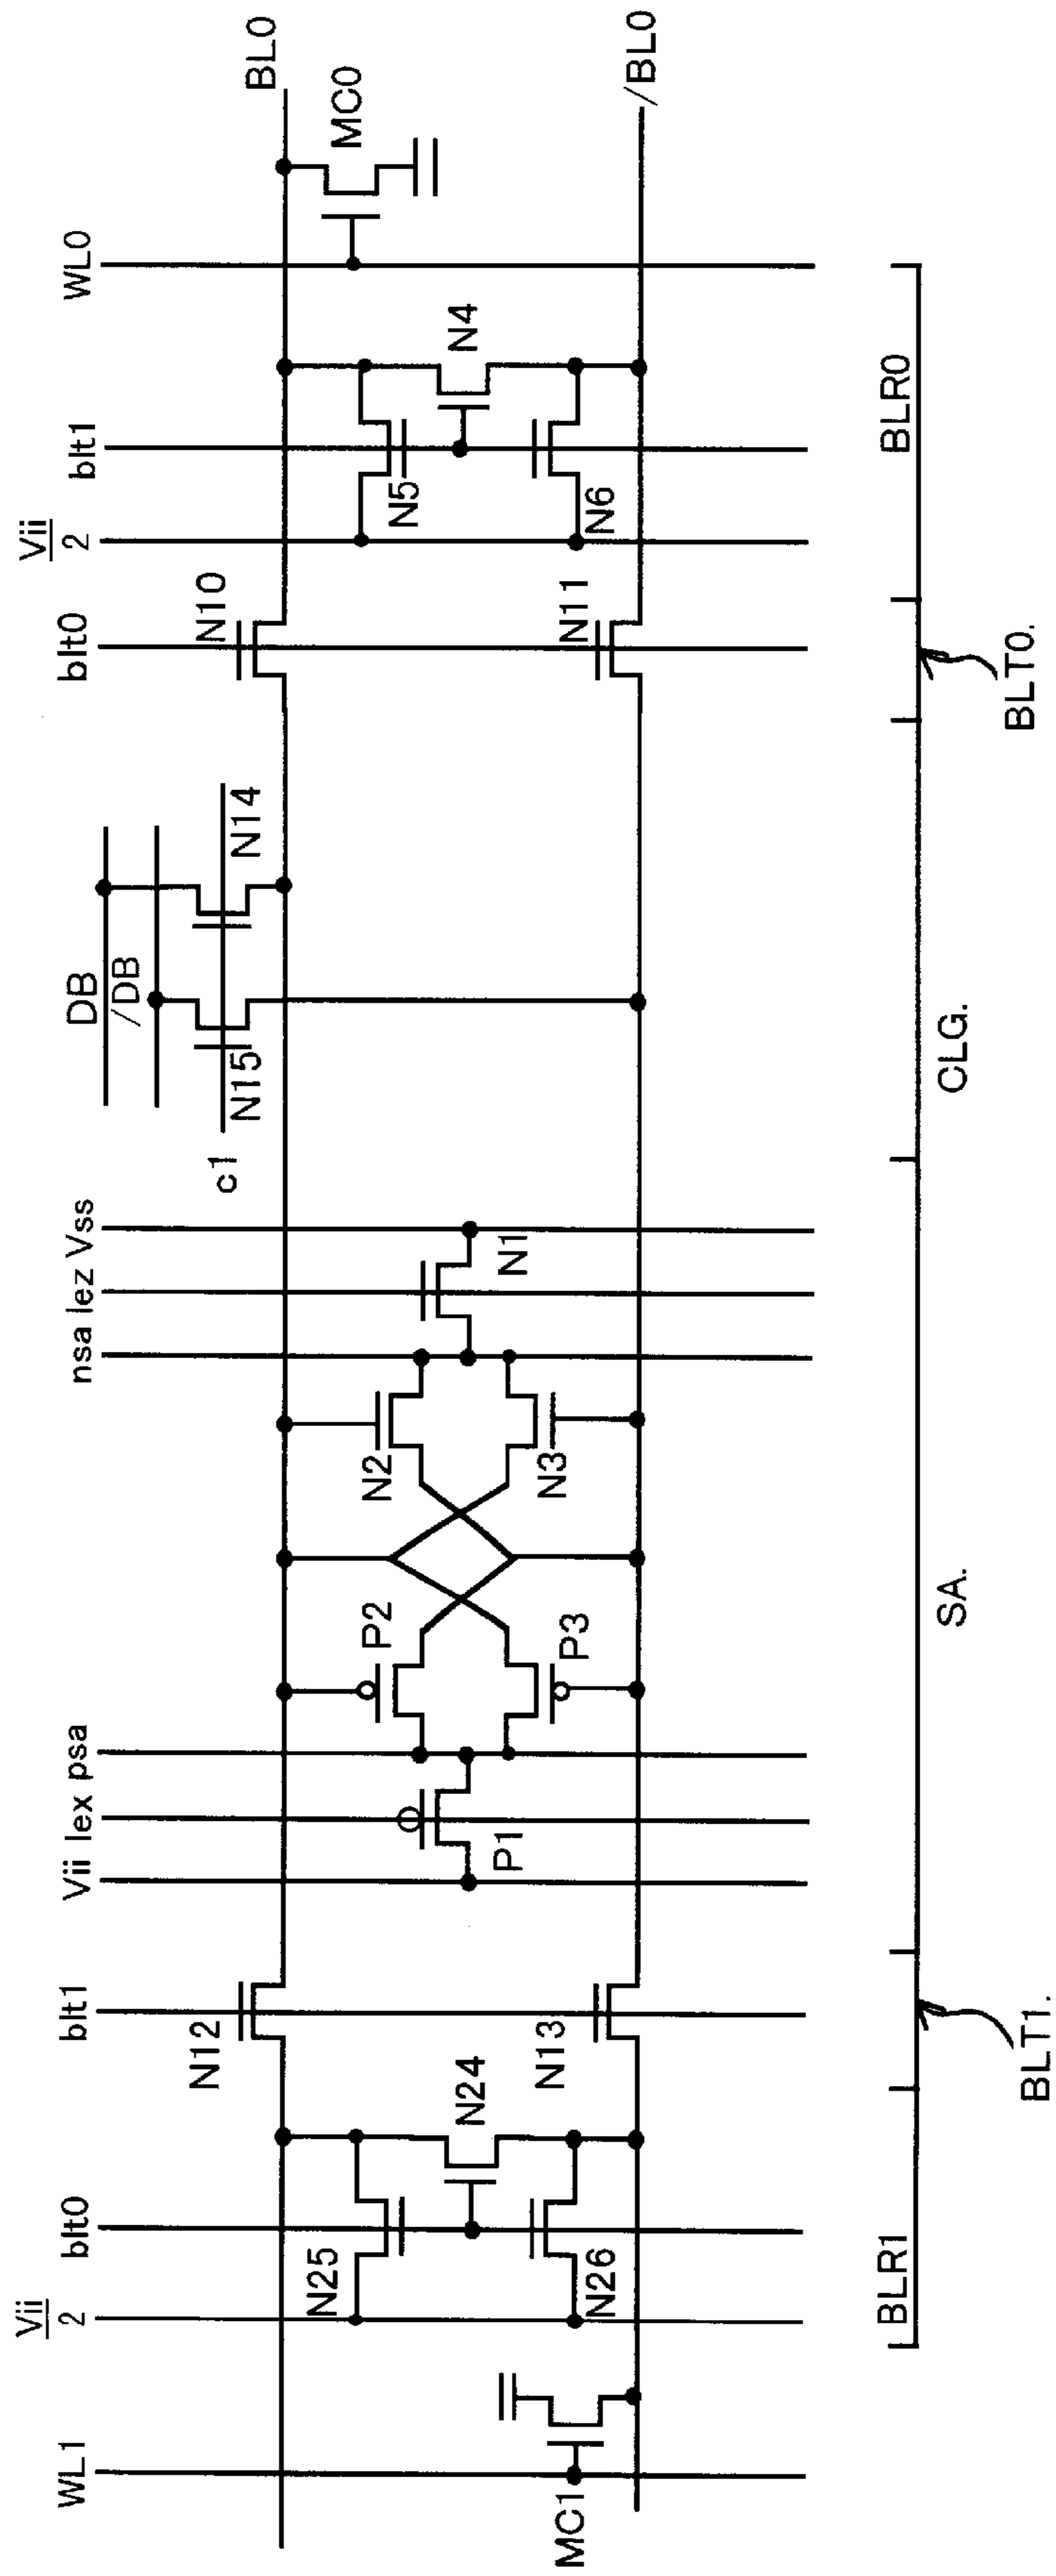 WL1
Vii
2
blt0
blt1
Vii
lex
psa
nsa
lez
Vss
DB
/DB
c1
blt0
Vii
2
blt1
WL0
BL0
N12
N15
N14
N10
MC0
N25
N24
P2
N2
N5
N4
P1
P3
N3
N1
MC1
N26
N13
N11
N6
/BL0
BLR1
BLT1.
SA.
CLG.
BLT0.
BLR0